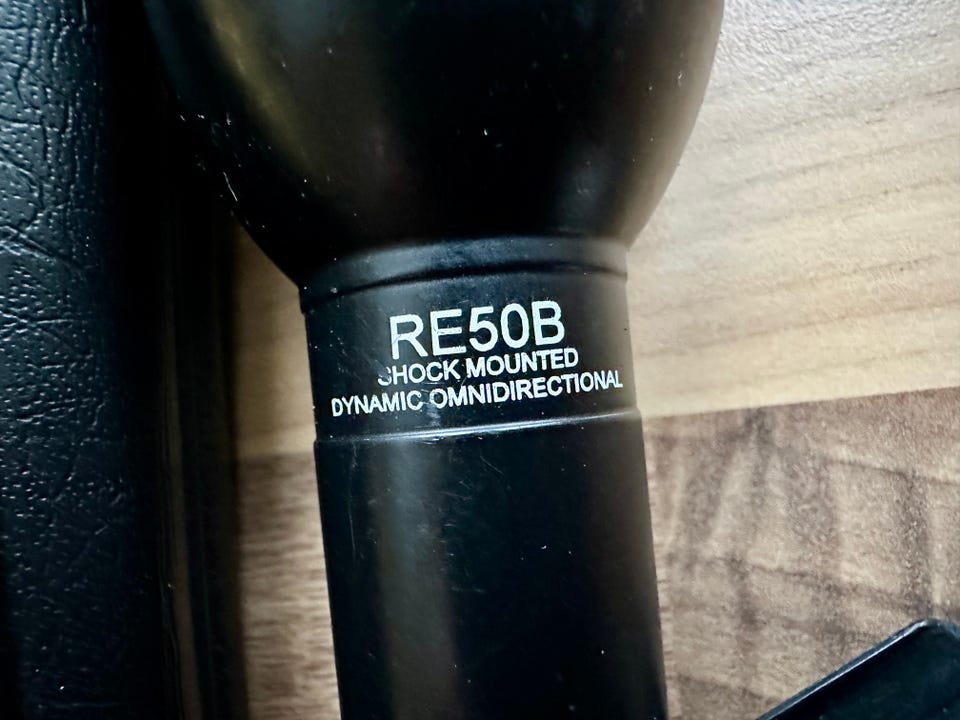 RE50B
SHOCK MOUNTED
DYNAMIC OMNIDIRECTIONAL